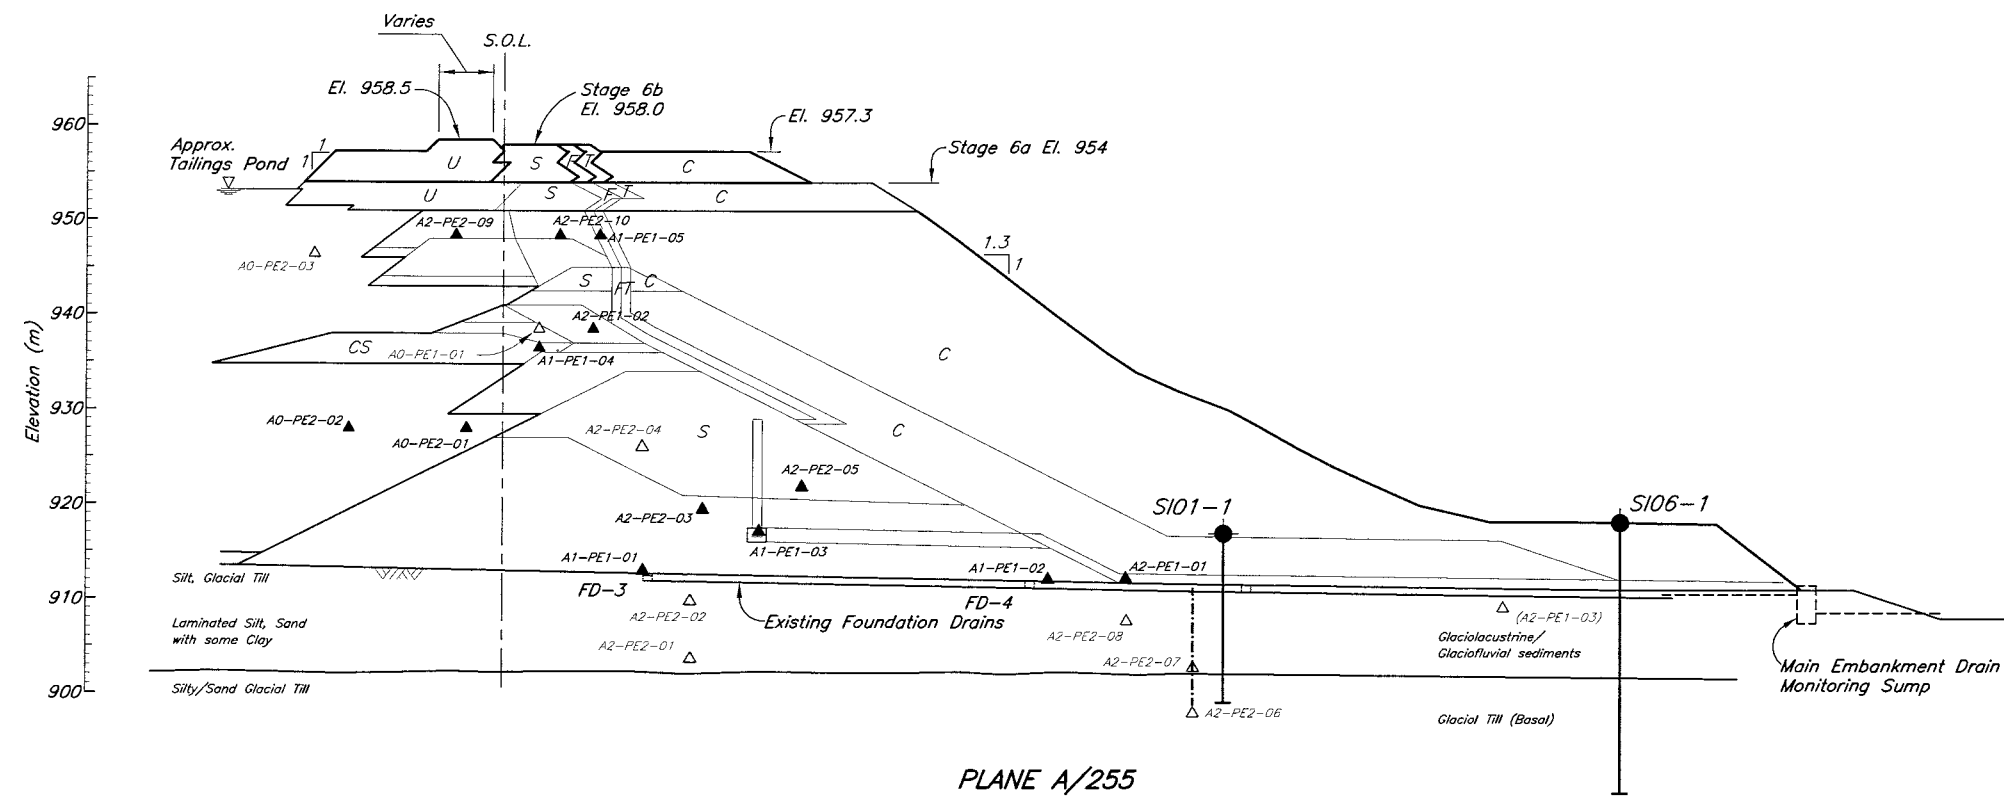 Varies
S.O.L.
El. 958.5
Stage 6b
El. 958.0
El. 957.3
Stage 6a El. 954
Approx.
Tailings Pond
1
1
U
S
F
T
C
U
S
F
T
C
960
950
940
930
920
910
900
Elevation (m)
A2-PE2-09
A2-PE2-10
A1-PE1-05
A0-PE2-03
1.3
1
S
FT
C
A2-PE1-02
CS
A0-PE1-01
A1-PE1-04
C
A0-PE2-02
A0-PE2-01
A2-PE2-04
S
C
A2-PE2-05
A2-PE2-03
SI01-1
SI06-1
A1-PE1-03
A1-PE1-01
A1-PE1-02
A2-PE1-01
Silt, Glacial Till
FD-3
FD-4
A2-PE2-02
Existing Foundation Drains
(A2-PE1-03)
Laminated Silt, Sand
with some Clay
A2-PE2-01
A2-PE2-08
A2-PE2-07
Glaciolacustrine/
Glaciofluvial sediments
Main Embankment Drain
Monitoring Sump
Silty/Sand Glacial Till
A2-PE2-06
Glaciol Till (Basal)
PLANE A/255